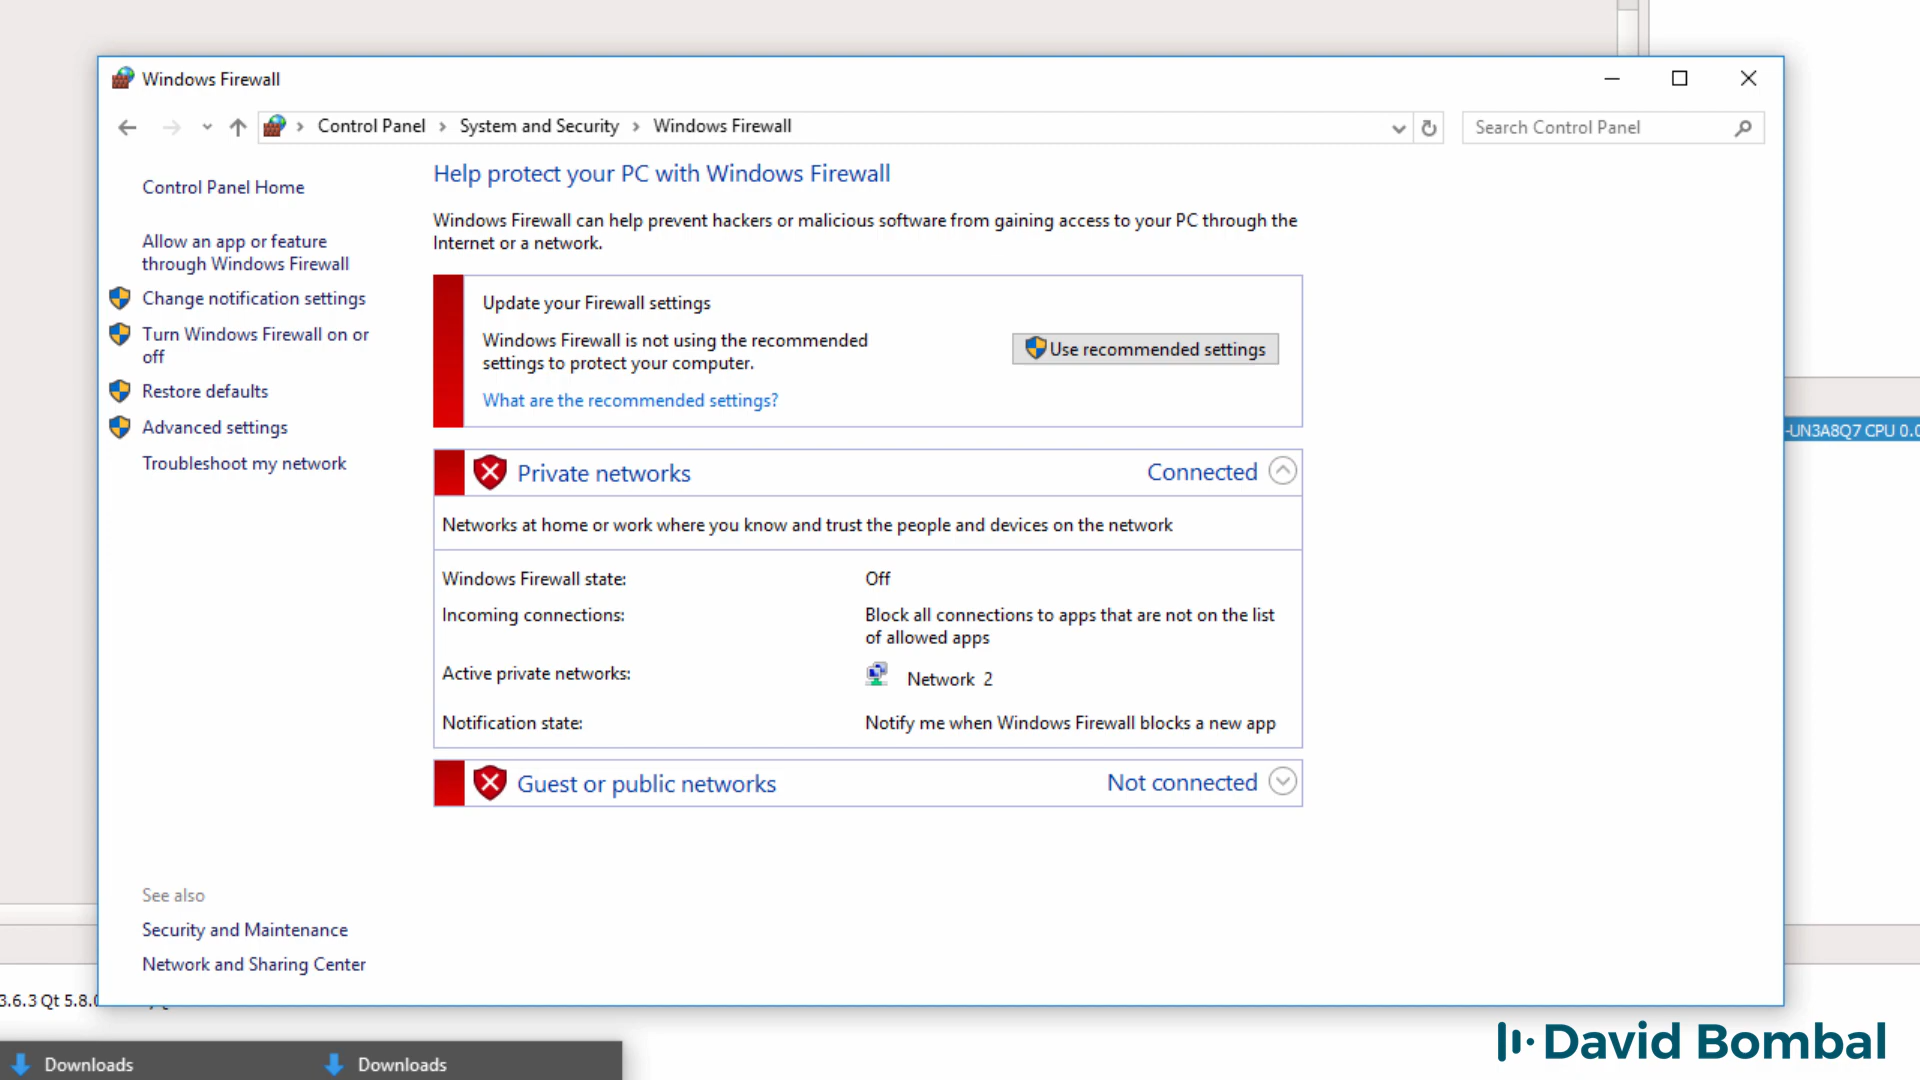 Windows Firewall
Control Panel
System and Security
Windows Firewall
Search Control Panel
Control Panel Home
Allow an app or feature
through Windows Firewall
Change notification settings
Turn Windows Firewall on or
off
Restore defaults
Advanced settings
Troubleshoot my network
Help protect your PC with Windows Firewall
Windows Firewall can help prevent hackers or malicious software from gaining access to your PC through the
Internet or a network.
Update your Firewall settings
Windows Firewall is not using the recommended
settings to protect your computer.
Use recommended settings
What are the recommended settings?
Private networks
Connected
Networks at home or work where you know and trust the people and devices on the network
Windows Firewall state:
Off
Incoming connections:
Block all connections to apps that are not on the list
of allowed apps
Active private networks:
Network 2
Notification state:
Notify me when Windows Firewall blocks a new app
Guest or public networks
Not connected
See also
Security and Maintenance
Network and Sharing Center
-UN3A8Q7 CPU 0.0
3.6.3 Qt 5.8.0
Downloads
Downloads
David Bombal